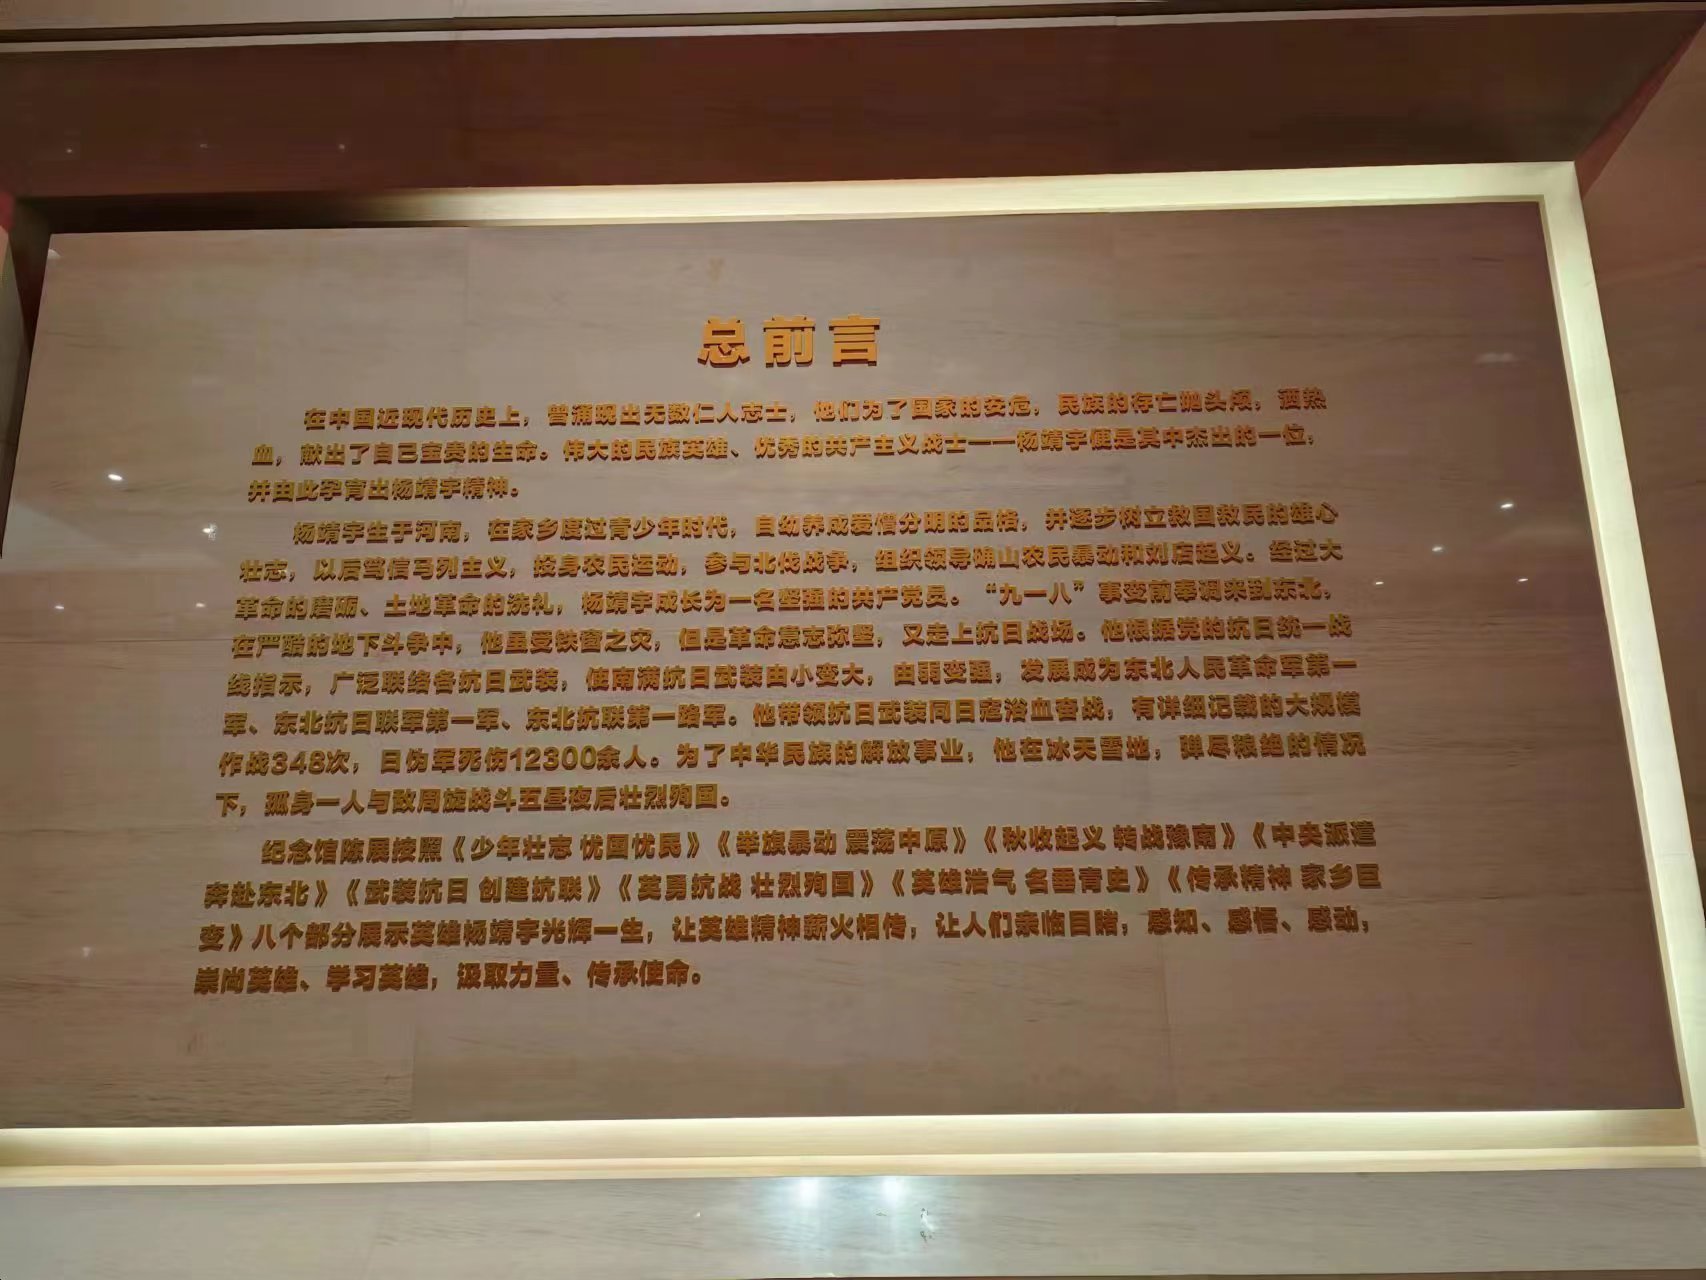 总前言
在中国近现代历史上，曾涌现出无数仁人志士，他们为了国家的安危，民族的存亡抛头颅，洒热
血，献出了自己宝贵的生命。伟大的民族英雄、优秀的共产主义战士——杨靖宇便是其中杰出的一位，
并由此孕育出杨靖宇精神。
杨靖宇生于河南，在家乡度过青少年时代，自幼养成爱憎分明的品格，并逐步树立救国救民的雄心
壮志，以后笃信马列主义，投身农民运动，参与北伐战争，组织领导确山农民暴动和刘店起义。经过大
革命的磨砺、土地革命的洗礼，杨靖宇成长为一名坚强的共产党员。“九一八”事变前奉调来到东北，
在严酷的地下斗争中，他虽受铁窗之灾，但是革命意志弥坚，又走上抗日战场。他根据党的抗日统一战
线指示，广泛联络各抗日武装，使南满抗日武装由小变大，由弱变强，发展成为东北人民革命军第一
军、东北抗日联军第一军、东北抗联第一路军。他带领抗日武装同日寇浴血奋战，有详细记载的大规模
作战348次，日伪军死伤12300余人。为了中华民族的解放事业，他在冰天雪地，弹尽粮绝的情况
下，孤身一人与敌周旋战斗五昼夜后壮烈殉国。
纪念馆陈展按照《少年壮志 忧国忧民》《举旗暴动 震荡中原》《秋收起义 转战豫南》《中央派遣
奔赴东北》《武装抗日 创建抗联》《英勇抗战 壮烈殉国》《英雄浩气 名垂青史》《传承精神 家乡巨
变》八个部分展示英雄杨靖宇光辉一生，让英雄精神薪火相传，让人们亲临目睹，感知、感悟、感动，
崇尚英雄、学习英雄，汲取力量、传承使命。